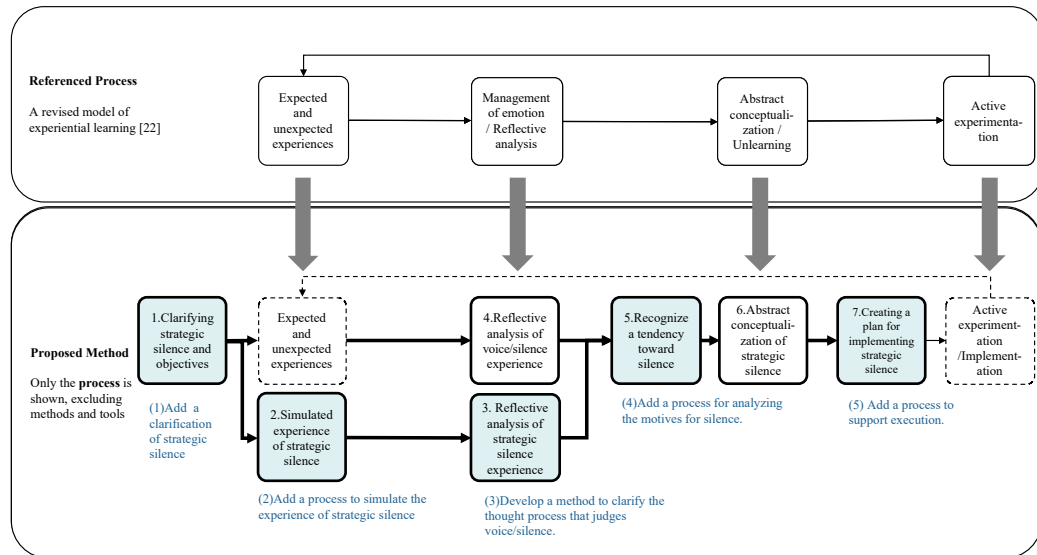 Referenced Process
A revised model of
experiential learning [22]
Expected
and
unexpected
experiences
Management
of emotion
/ Reflective
analysis
Abstract
conceptuali-
zation /
Unlearning
Active
experimenta-
tion
Proposed Method
Only the process is
shown, excluding
methods and tools
1.Clarifying
strategic
silence and
objectives
(1)Add a
clarification
of strategic
silence
Expected
and
unexpected
experiences
2.Simulated
experience
of strategic
silence
(2)Add a process to simulate the
experience of strategic silence
4.Reflective
analysis of
voice/silence
experience
3. Reflective
analysis of
strategic
silence
experience
(3)Develop a method to clarify the
thought process that judges
voice/silence.
5.Recognize
a tendency
toward
silence
(4)Add a process for analyzing
the motives for silence.
6.Abstract
conceptuali-
zation of
strategic
silence
7.Creating a
plan for
implementing
strategic
silence
(5) Add a process to
support execution.
Active
experiment-
ation
/Implement-
ation